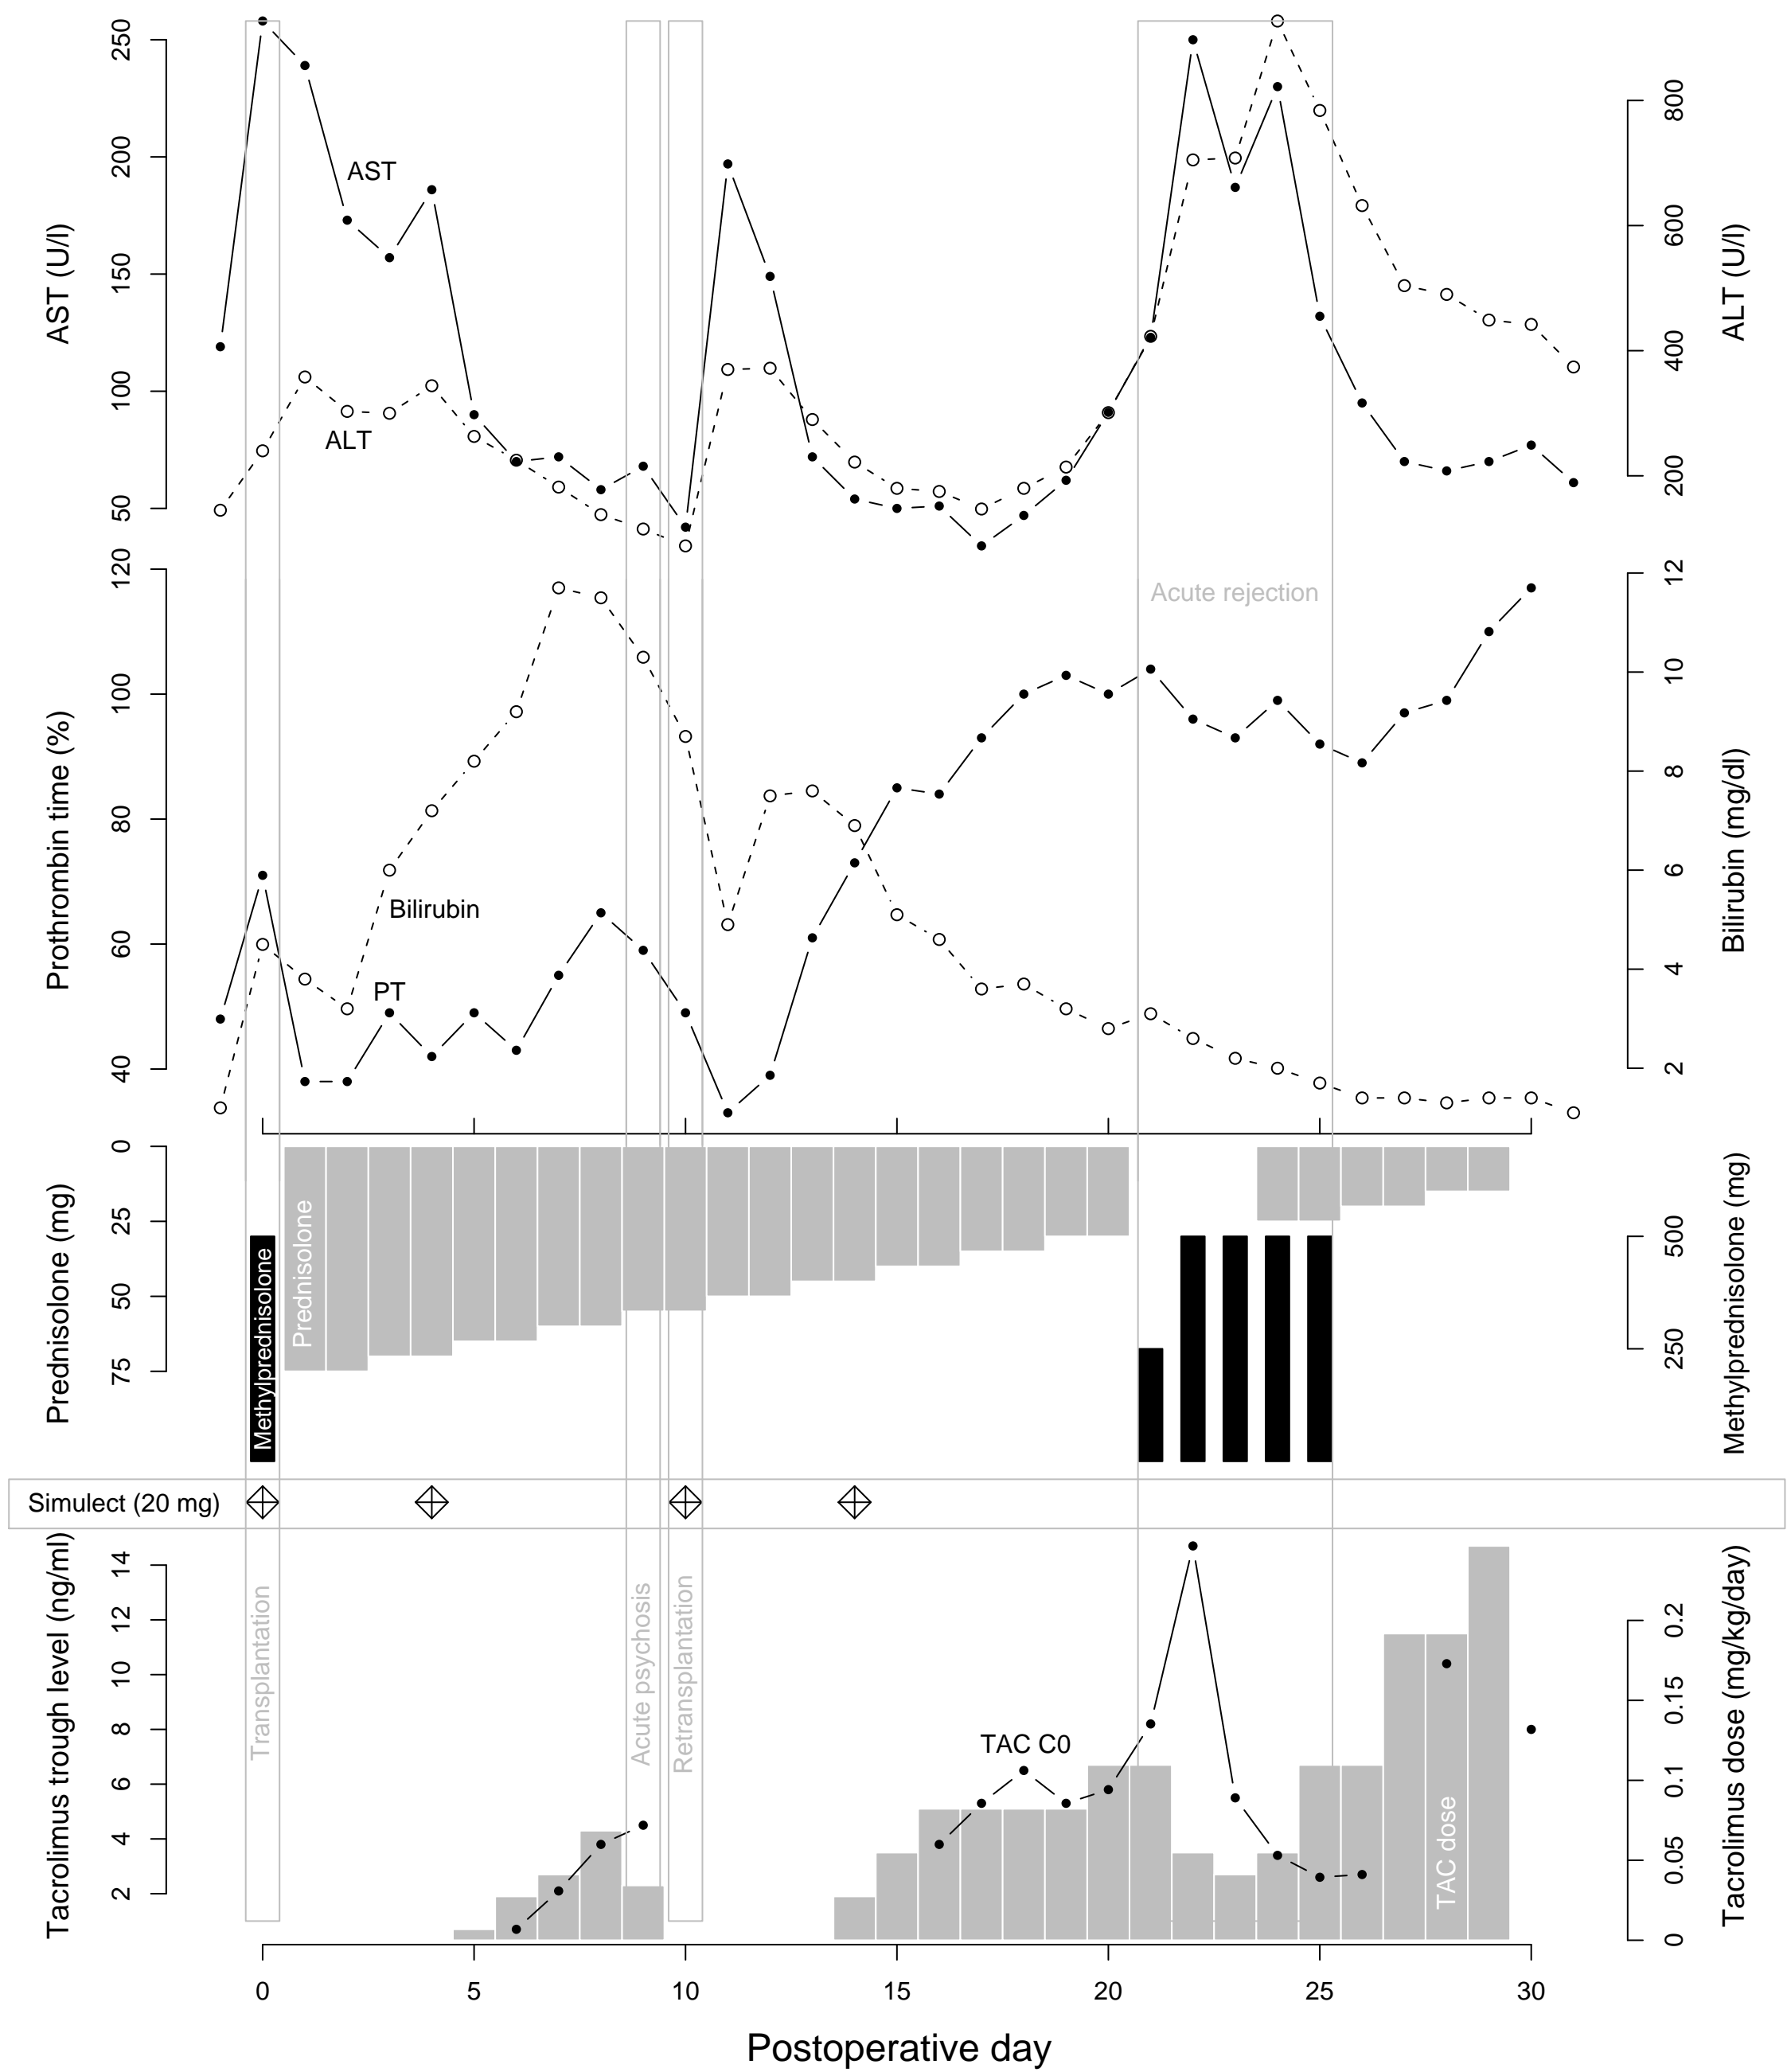 AST (U/l)
250
200
150
100
50
AST
ALT
ALT (U/l)
800
600
400
200
Prothrombin time (%)
120
100
80
60
40
Bilirubin
PT
Acute rejection
Bilirubin (mg/dl)
12
10
8
6
4
2
Prednisolone (mg)
0
25
50
75
Methylprednisolone
Prednisolone
Methylprednisolone (mg)
500
250
Simulect (20 mg)
Tacrolimus trough level (ng/ml)
14
12
10
8
6
4
2
Transplantation
Acute psychosis
Retransplantation
TAC C0
TAC dose
Tacrolimus dose (mg/kg/day)
0.2
0.15
0.1
0.05
0
0 5 10 15 20 25 30
Postoperative day